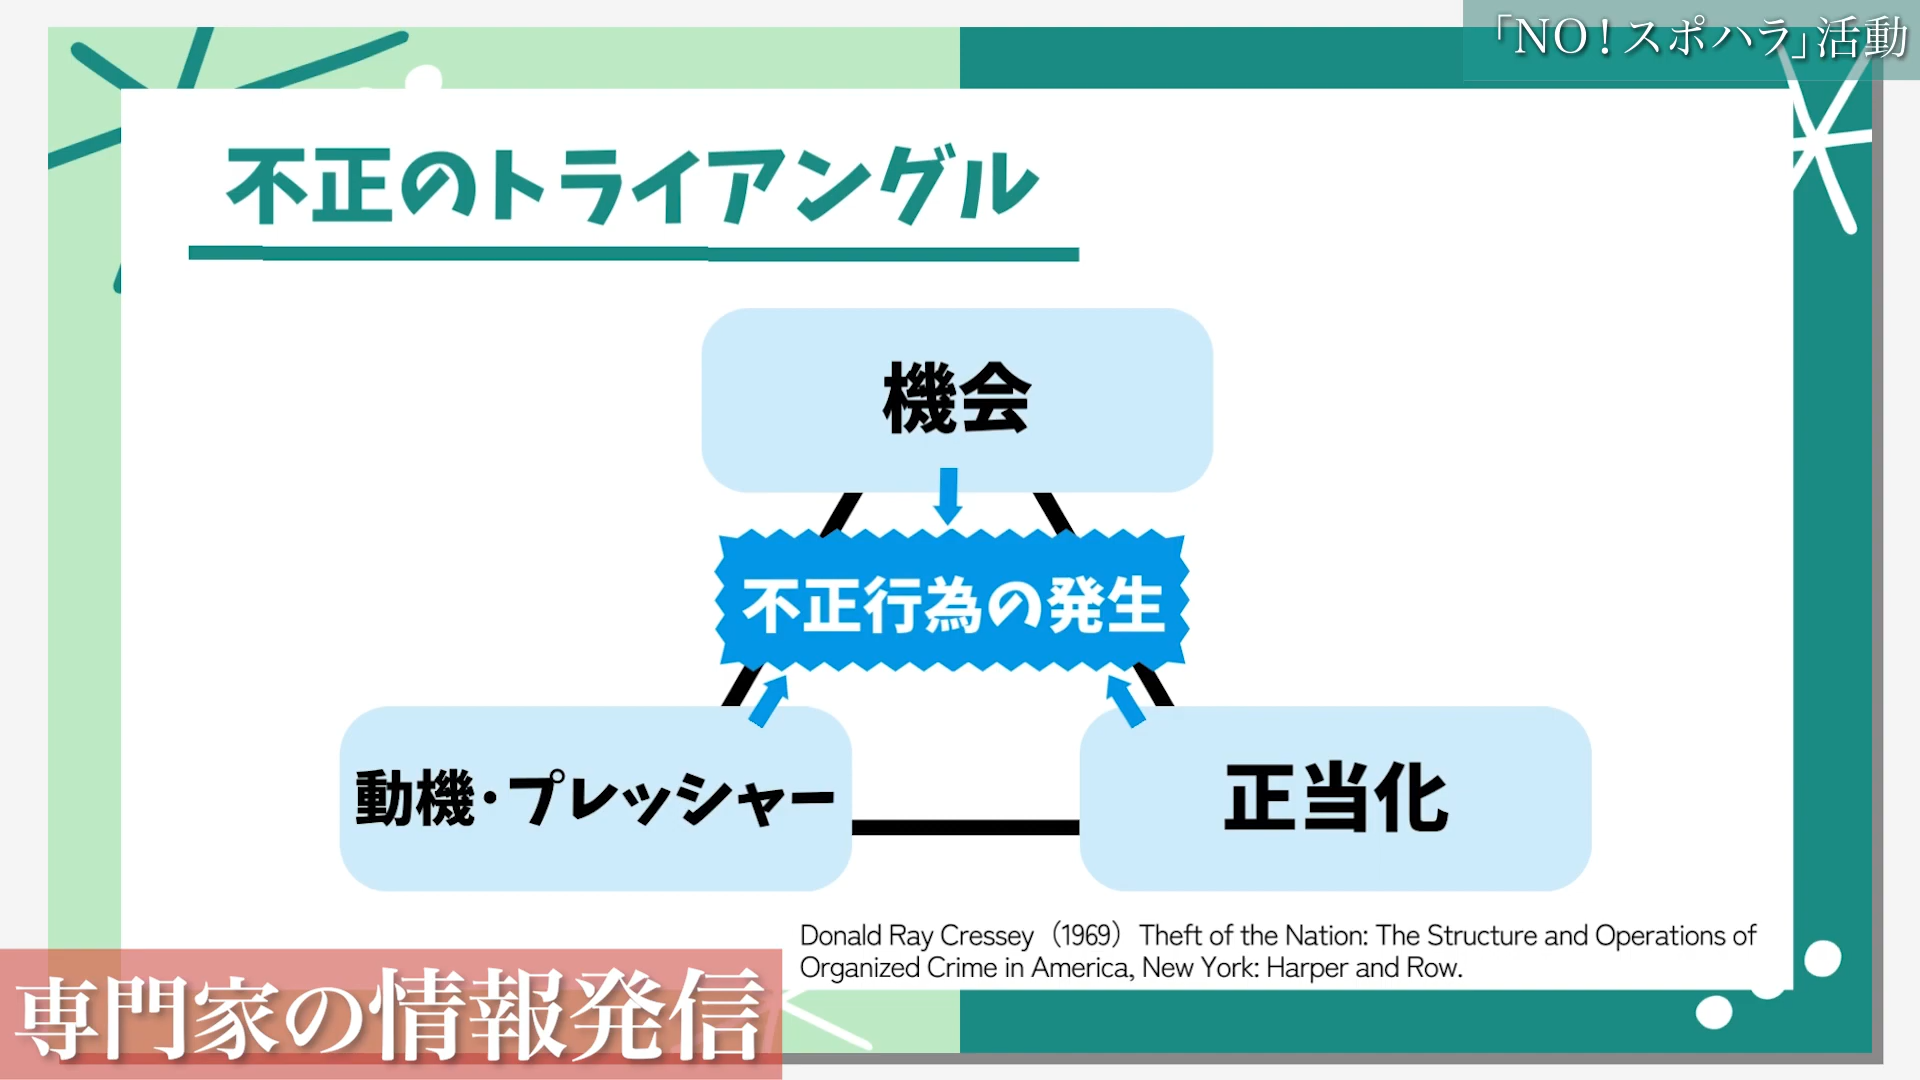 「NO!スポハラ」活動
不正のトライアングル
機会
不正行為の発生
動機・プレッシャー
正当化
Donald Ray Cressey（1969）Theft of the Nation: The Structure and Operations of
Organized Crime in America, New York: Harper and Row.
専門家の情報発信